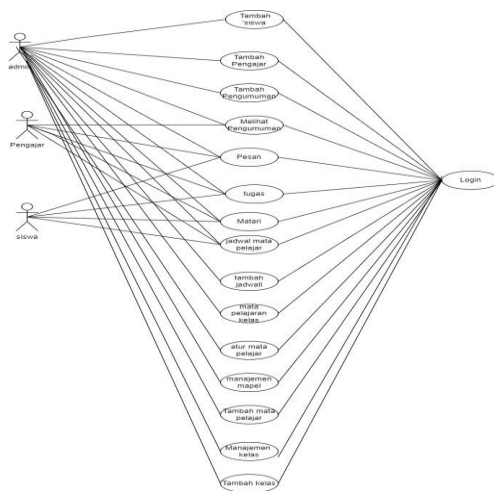 Tambah
'siswa
admin
Tambah
Pengajar
Tambah
Pengumuman
Melihat
Pengumuman
Pengajar
Pesan
Login
tugas
siswa
Matari
jadwal mata
pelajar
tambah
jadwall
mata
pelajaran
kelas
atur mata
pelajar
manajemen
mapel
Tambah mata
pelajar
Manajemen
kelas
Tambah kelas